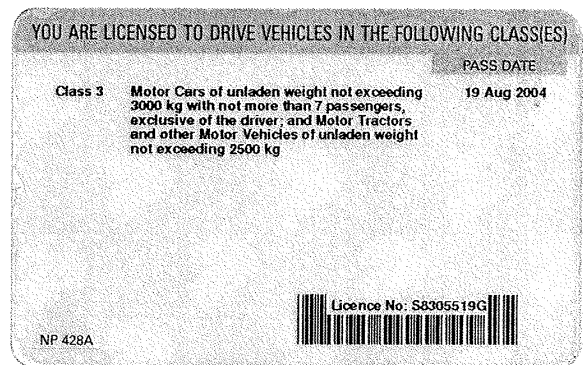 YOU ARE LICENSED TO DRIVE VEHICLES IN THE FOLLOWING CLASS(ES)
PASS DATE
Class 3 Motor Cars of unladen weight not exceeding 19 Aug 2004
3000 kg with not more than 7 passengers,
exclusive of the driver; and Motor Tractors
and other Motor Vehicles of unladen weight
not exceeding 2500 kg
Licence No: S8305519G
NP 428A